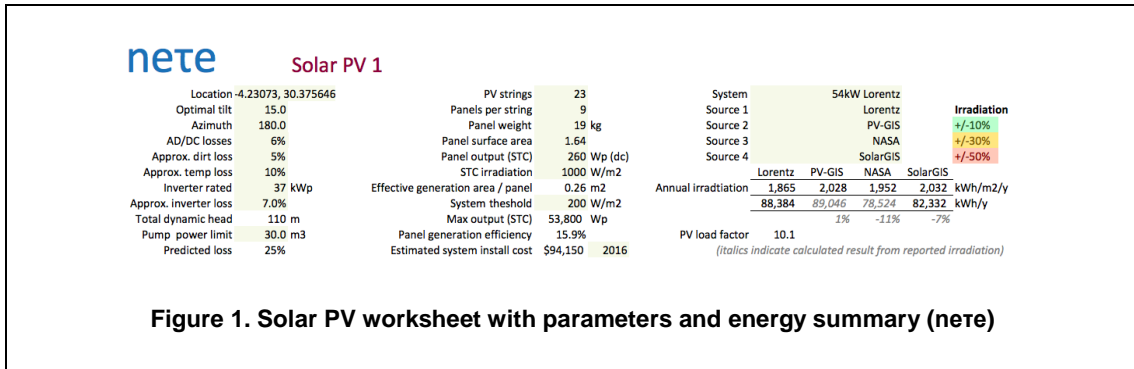 nete Solar PV 1
Location -4.23073, 30.375646 PV strings 23 System 54kW Lorentz
Optimal tilt 15.0 Panels per string 9 Source 1 Lorentz Irradiation
Azimuth 180.0 Panel weight 19 kg Source 2 PV-GIS +/-10%
AD/DC losses 6% Panel surface area 1.64 Source 3 NASA +/-30%
Approx. dirt loss 5% Panel output (STC) 260 Wp (dc) Source 4 SolarGIS +/-50%
Approx. temp loss 10% STC irradiation 1000 W/m2 Lorentz PV-GIS NASA SolarGIS
Inverter rated 37 kWp Effective generation area / panel 0.26 m2 Annual irradtiation 1,865 2,028 1,952 2,032 kWh/m2/y
Approx. inverter loss 7.0% System theshold 200 W/m2 88,384 89,046 78,524 82,332 kWh/y
Total dynamic head 110 m Max output (STC) 53,800 Wp 1% -11% -7%
Pump power limit 30.0 m3 Panel generation efficiency 15.9% PV load factor 10.1
Predicted loss 25% Estimated system install cost $94,150 2016 (italics indicate calculated result from reported irradiation)
Figure 1. Solar PV worksheet with parameters and energy summary (neτe)